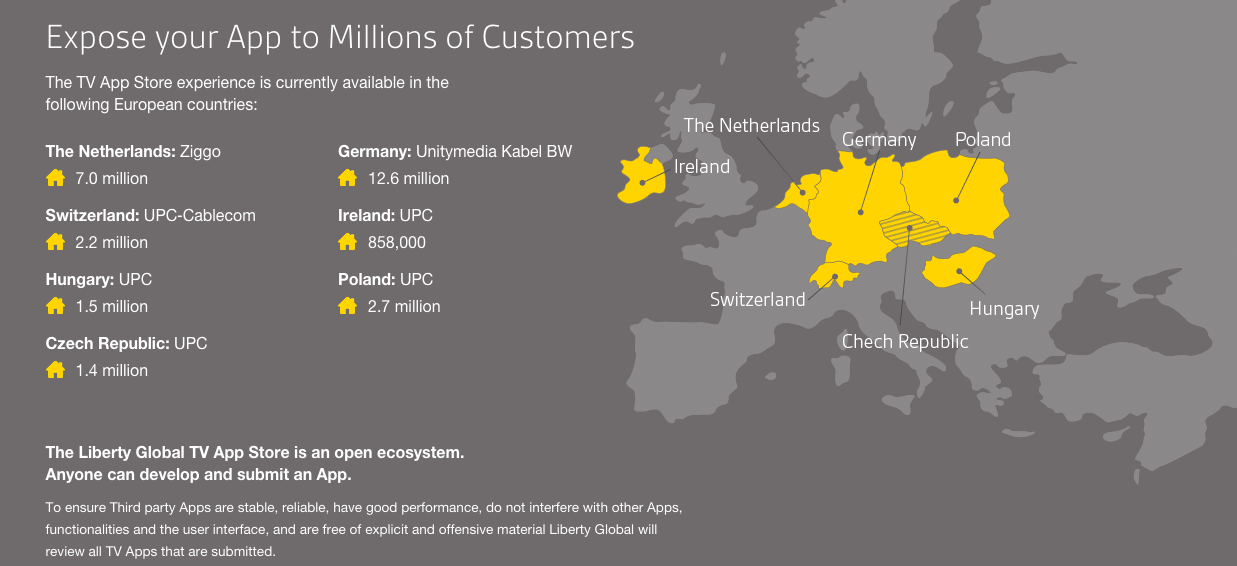 Expose your App to Millions of Customers
The TV App Store experience is currently available in the
following European countries:
The Netherlands: Ziggo
7.0 million
Switzerland: UPC-Cablecom
2.2 million
Hungary: UPC
1.5 million
Czech Republic: UPC
1.4 million
Germany: Unitymedia Kabel BW
12.6 million
Ireland: UPC
858,000
Poland: UPC
2.7 million
The Netherlands
Germany
Poland
Ireland
Switzerland
Hungary
Chech Republic
The Liberty Global TV App Store is an open ecosystem.
Anyone can develop and submit an App.
To ensure Third party Apps are stable, reliable, have good performance, do not interfere with other Apps,
functionalities and the user interface, and are free of explicit and offensive material Liberty Global will
review all TV Apps that are submitted.